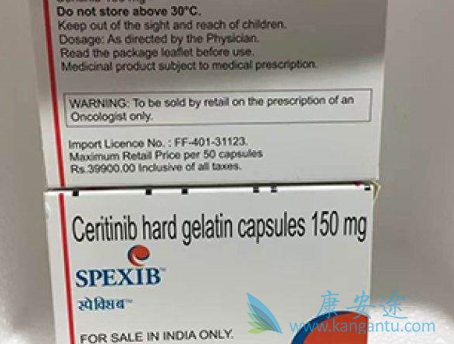 Do not store above 30°C.
Keep out of the sight and reach of children.
Dosage: As directed by the Physician.
Read the package leaflet before use.
Medicinal product subject to medical prescription.
WARNING: To be sold by retail on the prescription of an
Oncologist only.
Import Licence No. : FF-401-31123.
Maximum Retail Price per 50 capsules
Rs.39900.00 Inclusive of all taxes.
Ceritinib hard gelatin capsules 150 mg
SPEXIB™
स्पेक्सिब™
FOR SALE IN INDIA ONLY.
康安途
www.kangantu.com